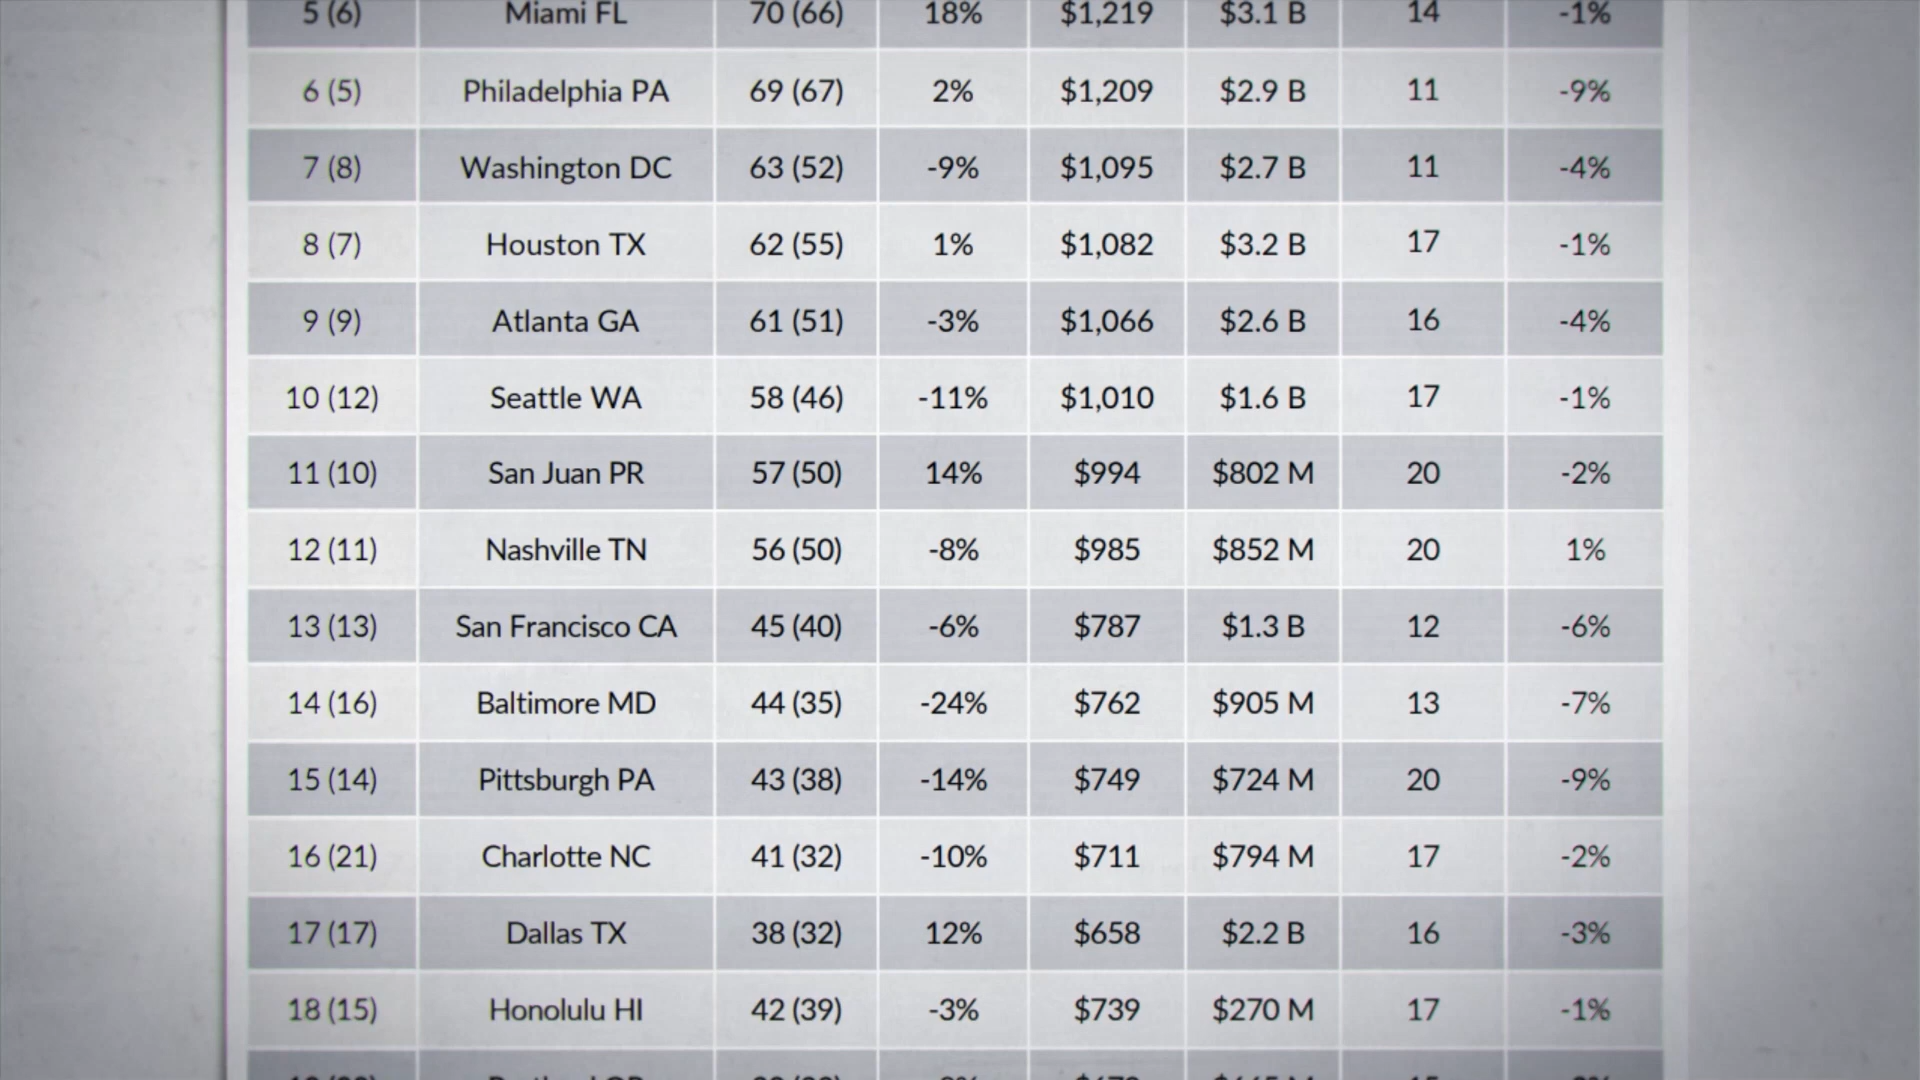 5 (6) Miami FL 70 (66) 18% $1,219 $3.1 B 14 -1%
6 (5) Philadelphia PA 69 (67) 2% $1,209 $2.9 B 11 -9%
7 (8) Washington DC 63 (52) -9% $1,095 $2.7 B 11 -4%
8 (7) Houston TX 62 (55) 1% $1,082 $3.2 B 17 -1%
9 (9) Atlanta GA 61 (51) -3% $1,066 $2.6 B 16 -4%
10 (12) Seattle WA 58 (46) -11% $1,010 $1.6 B 17 -1%
11 (10) San Juan PR 57 (50) 14% $994 $802 M 20 -2%
12 (11) Nashville TN 56 (50) -8% $985 $852 M 20 1%
13 (13) San Francisco CA 45 (40) -6% $787 $1.3 B 12 -6%
14 (16) Baltimore MD 44 (35) -24% $762 $905 M 13 -7%
15 (14) Pittsburgh PA 43 (38) -14% $749 $724 M 20 -9%
16 (21) Charlotte NC 41 (32) -10% $711 $794 M 17 -2%
17 (17) Dallas TX 38 (32) 12% $658 $2.2 B 16 -3%
18 (15) Honolulu HI 42 (39) -3% $739 $270 M 17 -1%